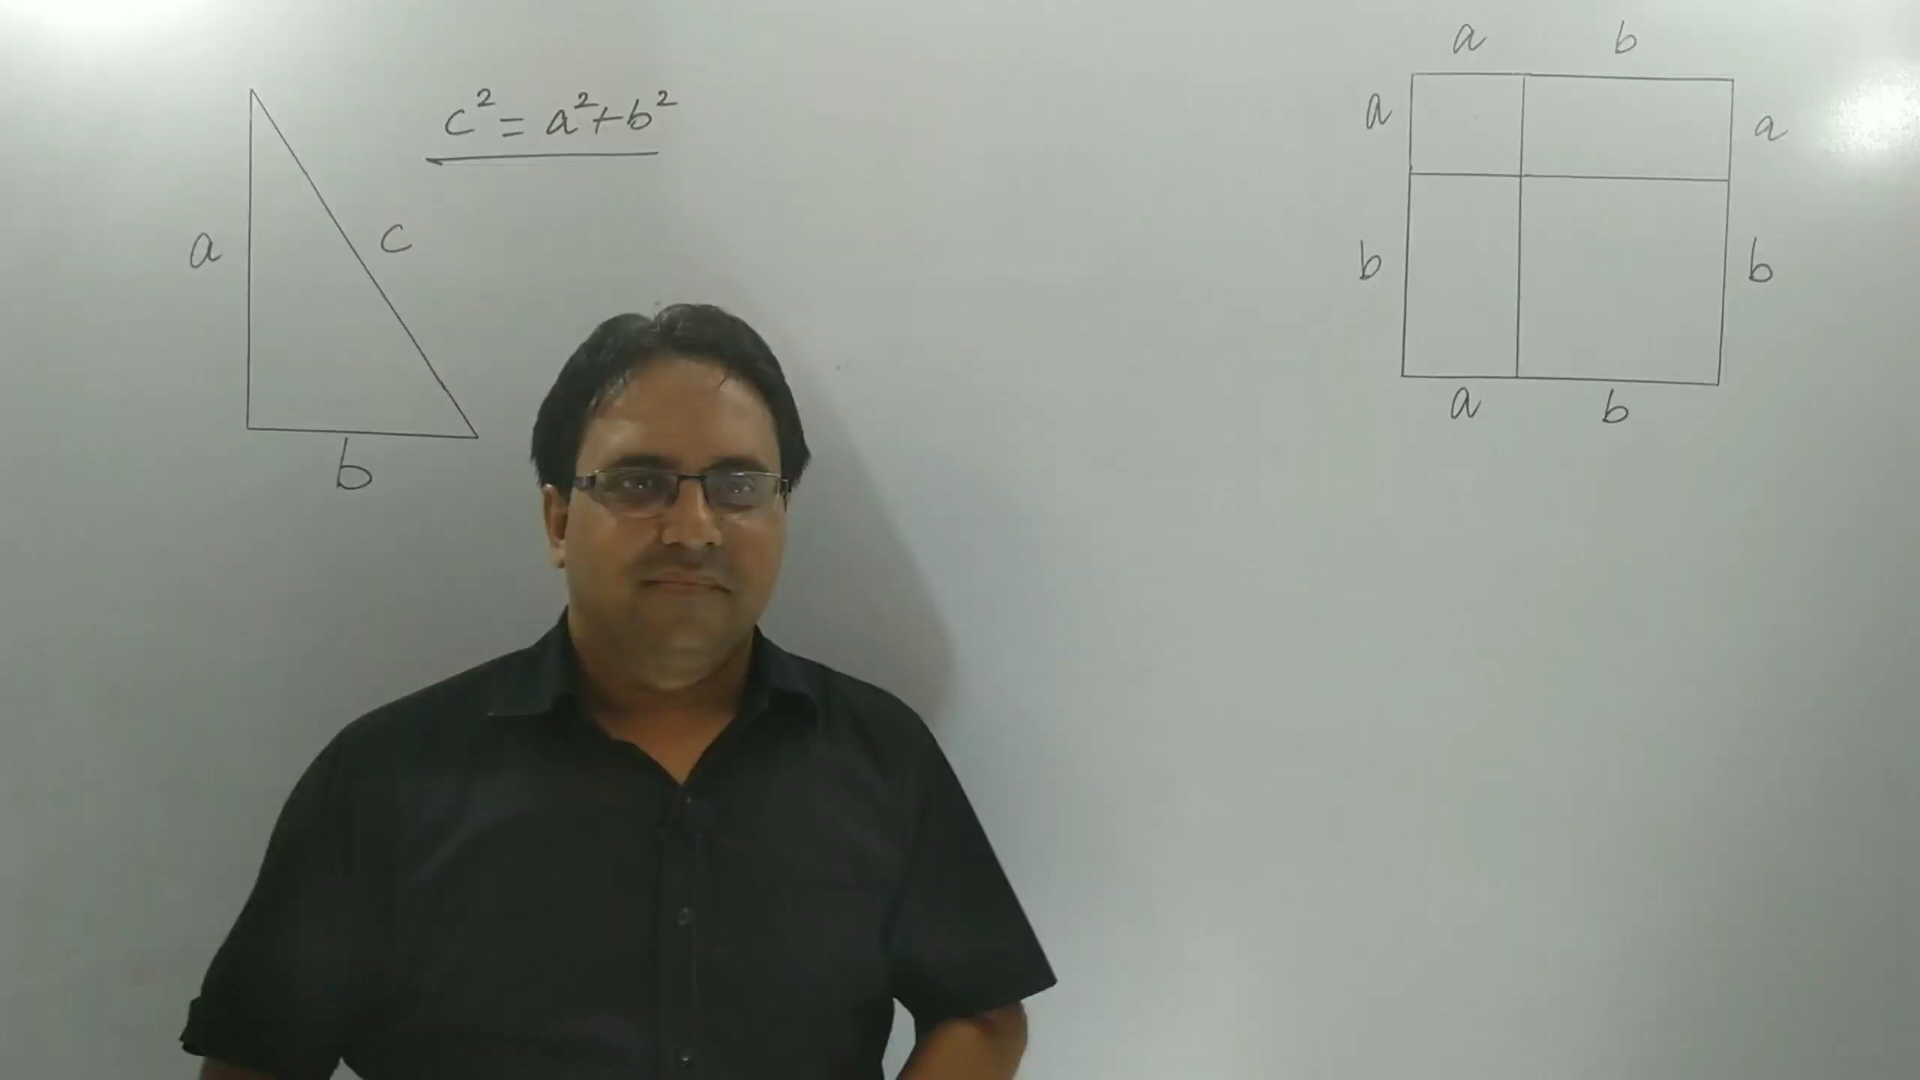 c² = a² + b²
a
c
b
a b
a a
b b
a b